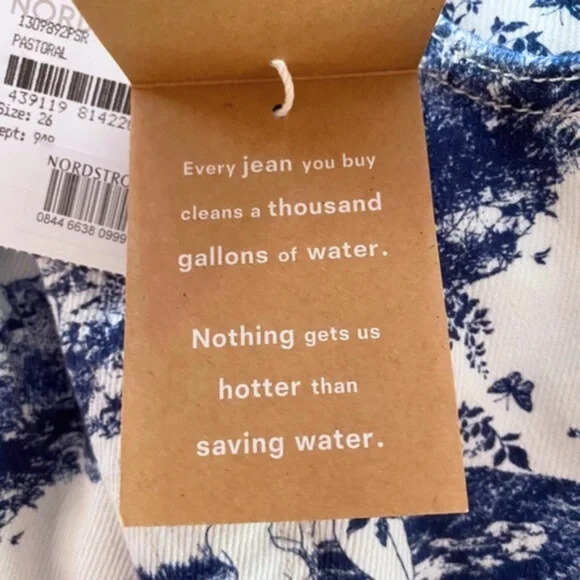 NOR
1309892PSR
PASTORAL
439119 81422
Size: 26
ept:
NORDSTRO
0844 6638 0999
Every jean you buy
cleans a thousand
gallons of water.
Nothing gets us
hotter than
saving water.